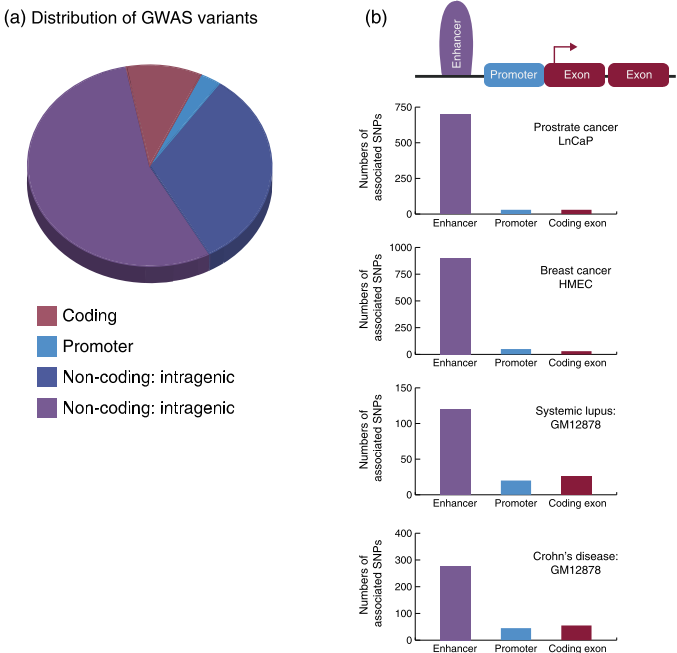 (a) Distribution of GWAS variants
Coding
Promoter
Non-coding: intragenic
Non-coding: intragenic
(b)
Enhancer
Promoter
Exon
Exon
Numbers of
associated SNPs
750
500
250
0
Prostrate cancer
LnCaP
Enhancer
Promoter
Coding exon
Numbers of
associated SNPs
1000
750
500
250
0
Breast cancer
HMEC
Enhancer
Promoter
Coding exon
Numbers of
associated SNPs
150
100
50
0
Systemic lupus:
GM12878
Enhancer
Promoter
Coding exon
Numbers of
associated SNPs
400
300
200
100
0
Crohn's disease:
GM12878
Enhancer
Promoter
Coding exon